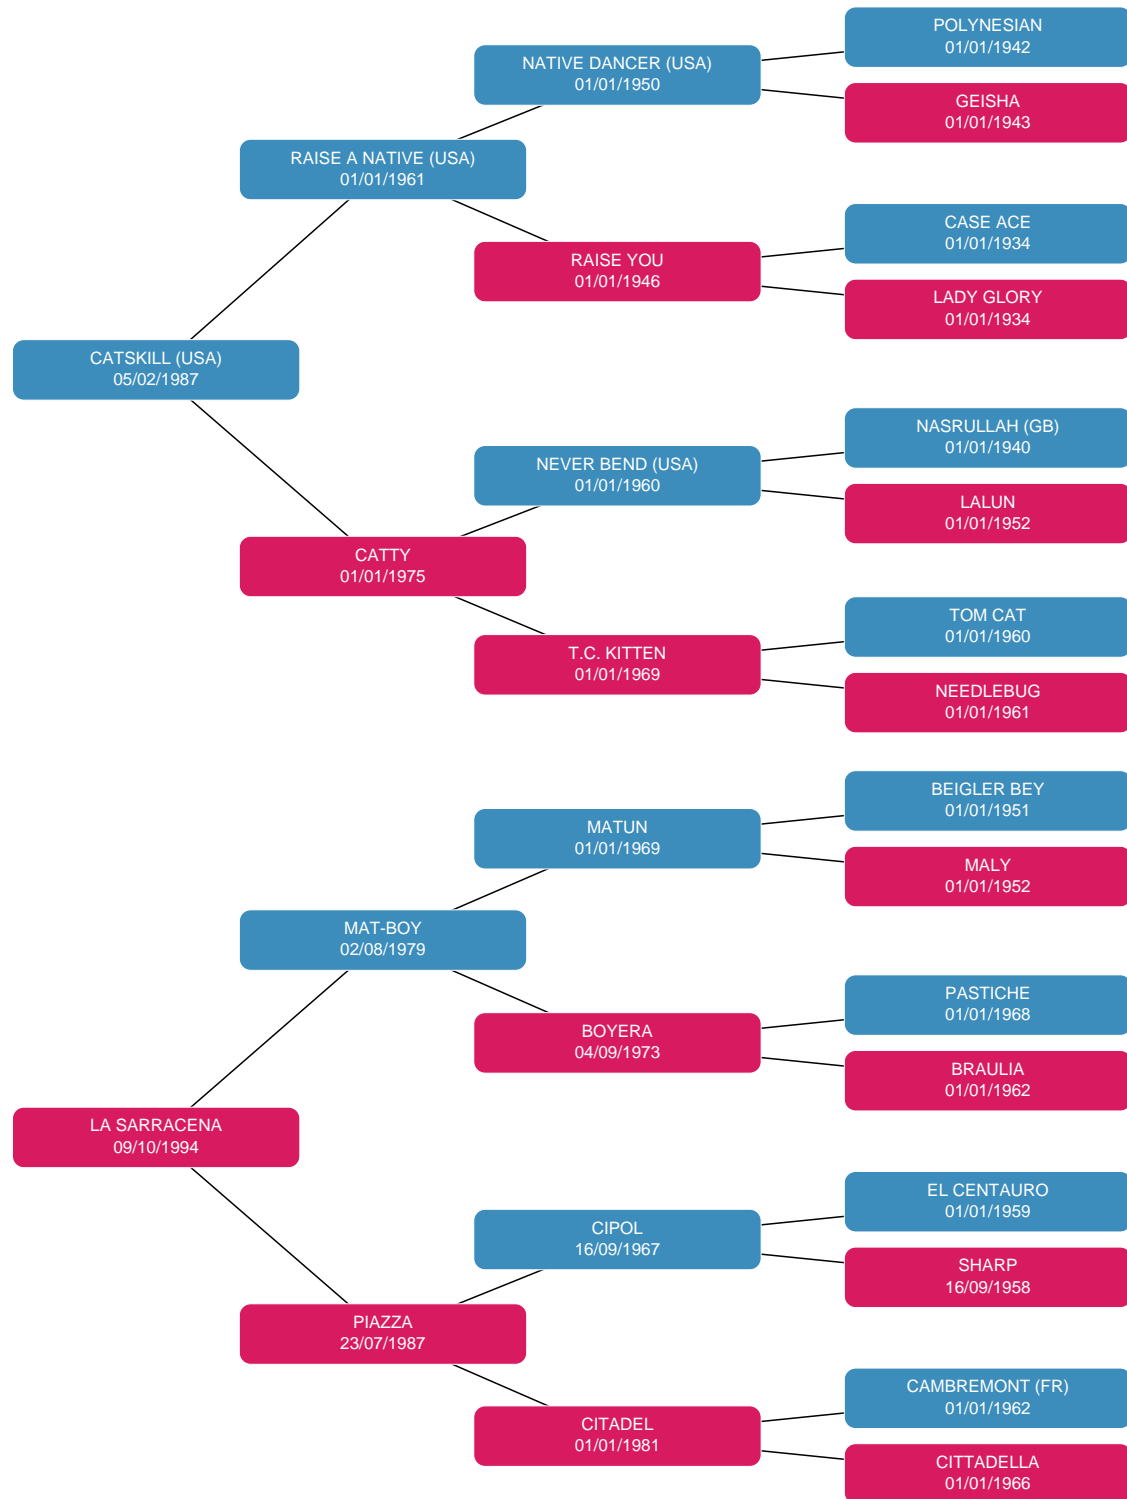 POLYNESIAN
01/01/1942
NATIVE DANCER (USA)
01/01/1950
GEISHA
01/01/1943
RAISE A NATIVE (USA)
01/01/1961
CASE ACE
01/01/1934
RAISE YOU
01/01/1946
LADY GLORY
01/01/1934
CATSKILL (USA)
05/02/1987
NASRULLAH (GB)
01/01/1940
NEVER BEND (USA)
01/01/1960
LALUN
01/01/1952
CATTY
01/01/1975
TOM CAT
01/01/1960
T.C. KITTEN
01/01/1969
NEEDLEBUG
01/01/1961
BEIGLER BEY
01/01/1951
MATUN
01/01/1969
MALY
01/01/1952
MAT-BOY
02/08/1979
PASTICHE
01/01/1968
BOYERA
04/09/1973
BRAULIA
01/01/1962
LA SARRACENA
09/10/1994
EL CENTAURO
01/01/1959
CIPOL
16/09/1967
SHARP
16/09/1958
PIAZZA
23/07/1987
CAMBREMONT (FR)
01/01/1962
CITADEL
01/01/1981
CITTADELLA
01/01/1966